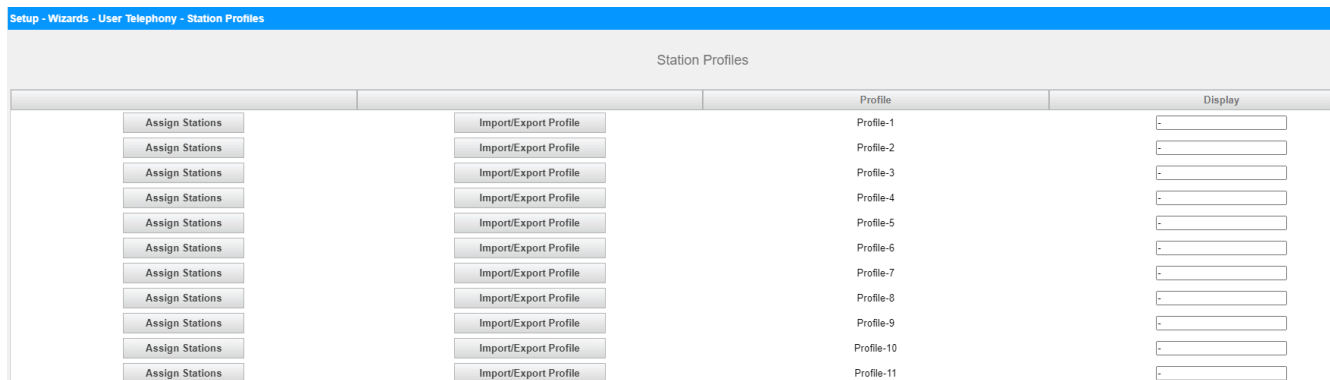 Setup - Wizards - User Telephony - Station Profiles
Station Profiles
Profile Display
Assign Stations Import/Export Profile Profile-1 -
Assign Stations Import/Export Profile Profile-2 -
Assign Stations Import/Export Profile Profile-3 -
Assign Stations Import/Export Profile Profile-4 -
Assign Stations Import/Export Profile Profile-5 -
Assign Stations Import/Export Profile Profile-6 -
Assign Stations Import/Export Profile Profile-7 -
Assign Stations Import/Export Profile Profile-8 -
Assign Stations Import/Export Profile Profile-9 -
Assign Stations Import/Export Profile Profile-10 -
Assign Stations Import/Export Profile Profile-11 -